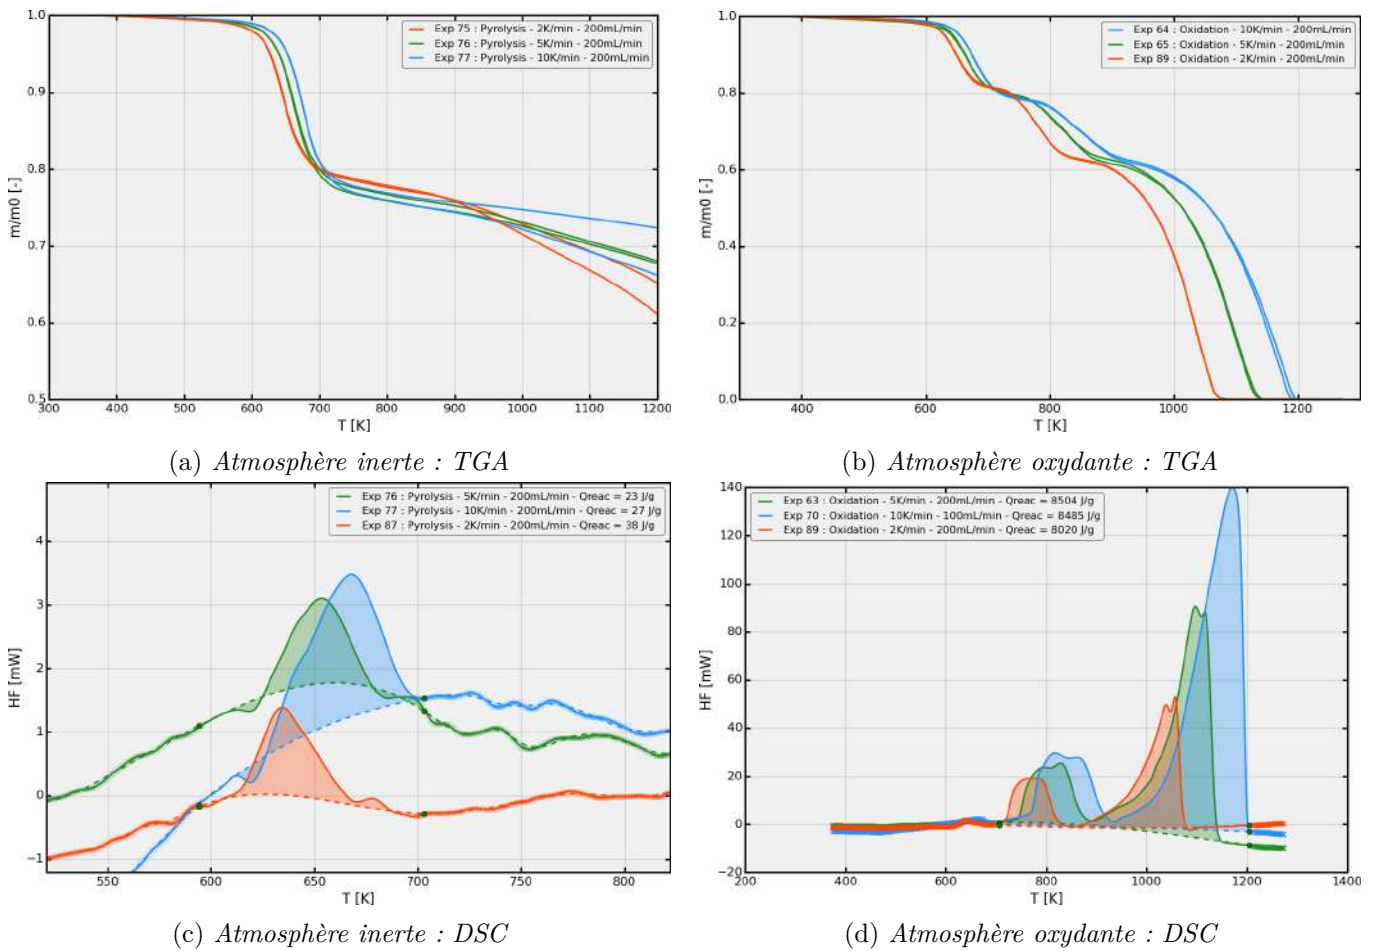 1.0
0.9
0.8
0.7
0.6
0.5
m/m0 [-]
300 400 500 600 700 800 900 1000 1100 1200
T [K]
Exp 75 : Pyrolysis - 2K/min - 200mL/min
Exp 76 : Pyrolysis - 5K/min - 200mL/min
Exp 77 : Pyrolysis - 10K/min - 200mL/min
(a) Atmosphère inerte : TGA
1.0
0.8
0.6
0.4
0.2
0.0
m/m0 [-]
400 600 800 1000 1200
T [K]
Exp 64 : Oxidation - 10K/min - 200mL/min
Exp 65 : Oxidation - 5K/min - 200mL/min
Exp 89 : Oxidation - 2K/min - 200mL/min
(b) Atmosphère oxydante : TGA
4
3
2
1
0
−1
HF [mW]
550 600 650 700 750 800
T [K]
Exp 76 : Pyrolysis - 5K/min - 200mL/min - Qreac = 23 J/g
Exp 77 : Pyrolysis - 10K/min - 200mL/min - Qreac = 27 J/g
Exp 87 : Pyrolysis - 2K/min - 200mL/min - Qreac = 38 J/g
(c) Atmosphère inerte : DSC
140
120
100
80
60
40
20
0
−20
HF [mW]
200 400 600 800 1000 1200 1400
T [K]
Exp 63 : Oxidation - 5K/min - 200mL/min - Qreac = 8504 J/g
Exp 70 : Oxidation - 10K/min - 100mL/min - Qreac = 8485 J/g
Exp 89 : Oxidation - 2K/min - 200mL/min - Qreac = 8020 J/g
(d) Atmosphère oxydante : DSC